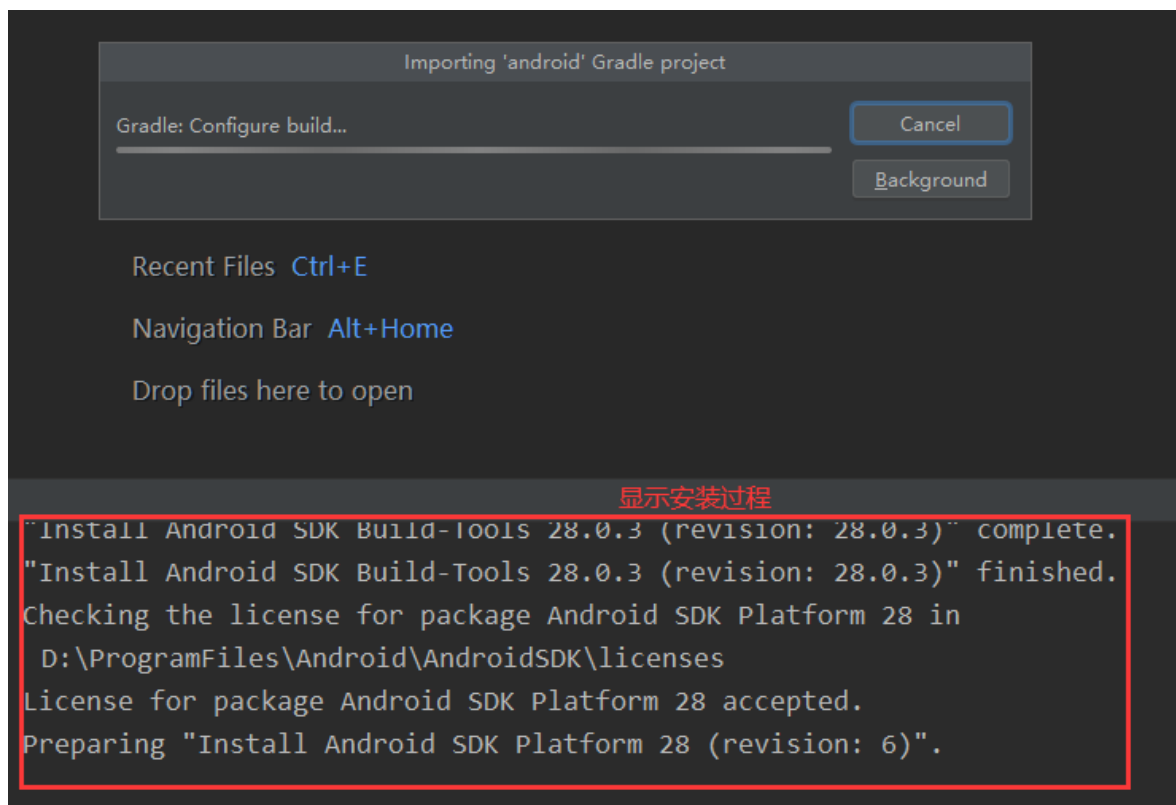 Importing 'android' Gradle project
Gradle: Configure build...
Cancel
Background
Recent Files Ctrl+E
Navigation Bar Alt+Home
Drop files here to open
显示安装过程
"Install Android SDK Build-Tools 28.0.3 (revision: 28.0.3)" complete.
"Install Android SDK Build-Tools 28.0.3 (revision: 28.0.3)" finished.
Checking the license for package Android SDK Platform 28 in
D:\ProgramFiles\Android\AndroidSDK\licenses
License for package Android SDK Platform 28 accepted.
Preparing "Install Android SDK Platform 28 (revision: 6)".